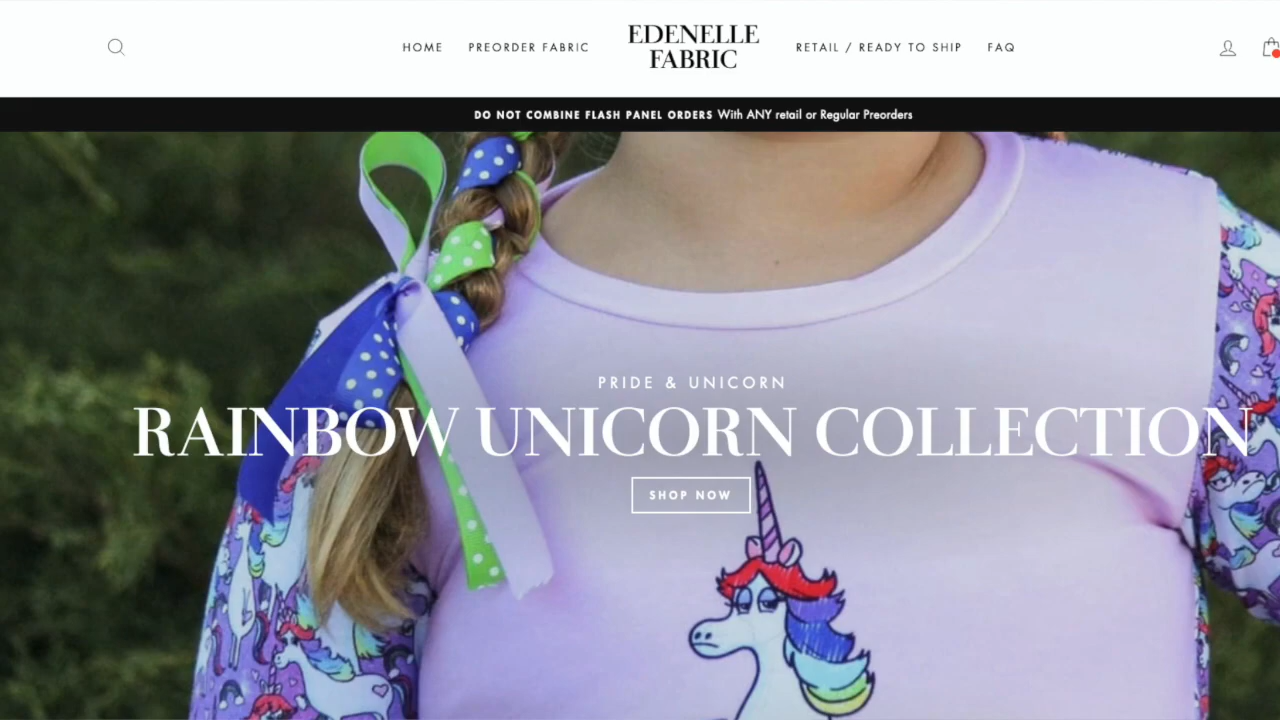 HOME
PREORDER FABRIC
EDENELLE
FABRIC
RETAIL / READY TO SHIP
FAQ
DO NOT COMBINE FLASH PANEL ORDERS With ANY retail or Regular Preorders
PRIDE & UNICORN
RAINBOW UNICORN COLLECTION
SHOP NOW